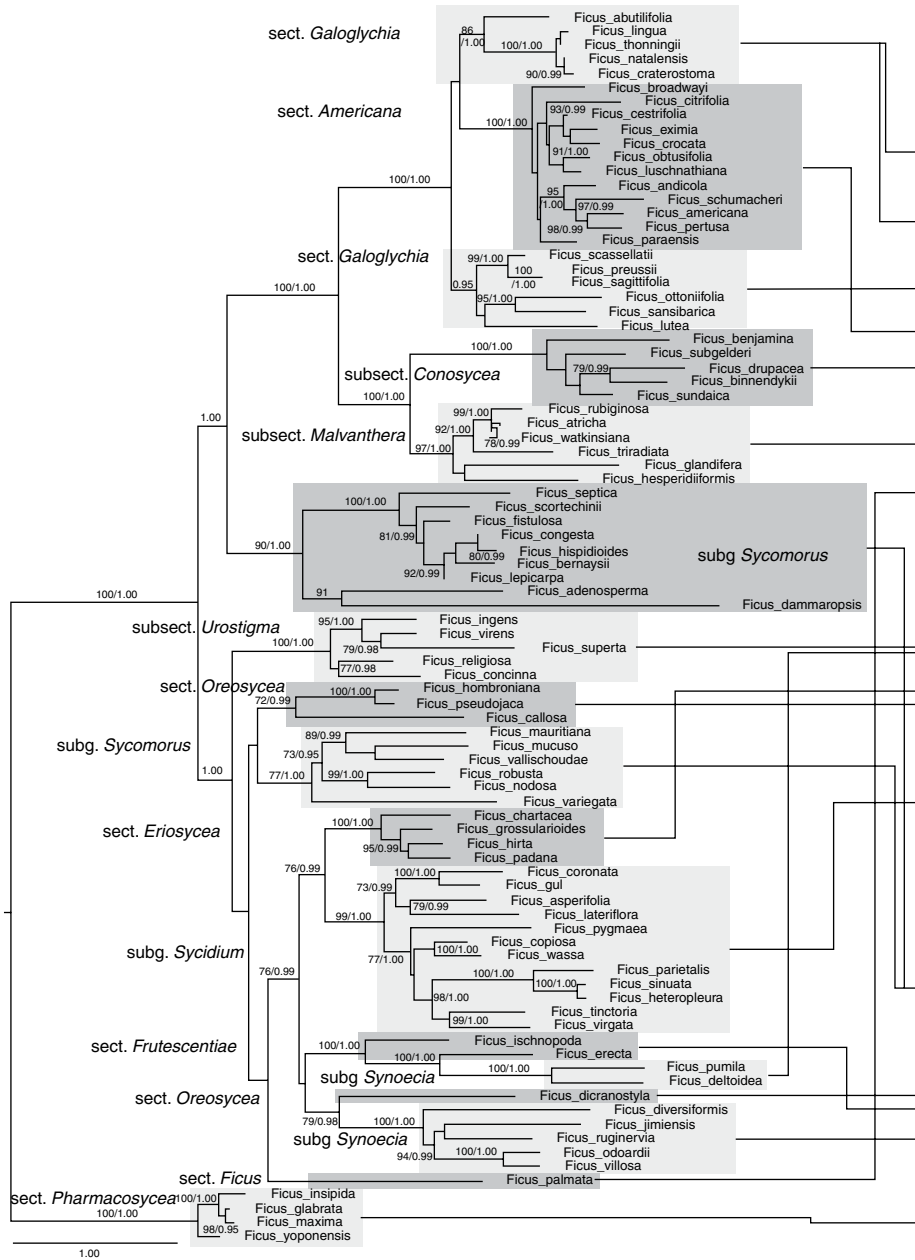 sect. Galoglychia
86
/1.00
Ficus_abutilifolia
Ficus_lingua
100/1.00
Ficus_thonningii
Ficus_natalensis
90/0.99
Ficus_craterostoma
sect. Americana
Ficus_broadwayi
Ficus_citrifolia
93/0.99
Ficus_cestrifolia
100/1.00
Ficus_eximia
Ficus_crocata
91/1.00
Ficus_obtusifolia
Ficus_luschnathiana
100/1.00
95
/1.00
Ficus_andicola
Ficus_schumacheri
97/0.99
Ficus_americana
98/0.99
Ficus_pertusa
Ficus_paraensis
sect. Galoglychia
Ficus_scassellatii
99/1.00
100
/1.00
Ficus_preussii
Ficus_sagittifolia
0.95
100/1.00
95/1.00
Ficus_ottoniifolia
Ficus_sansibarica
Ficus_lutea
100/1.00
Ficus_benjamina
Ficus_subgelderi
subsect. Conosycea
79/0.99
Ficus_drupacea
Ficus_binnendykii
Ficus_sundaica
100/1.00
1.00
subsect. Malvanthera
99/1.00
Ficus_rubiginosa
Ficus_atricha
92/1.00
78/0.99
Ficus_watkinsiana
97/1.00
Ficus_triradiata
Ficus_glandifera
Ficus_hesperidiiformis
Ficus_septica
100/1.00
Ficus_scortechinii
Ficus_fistulosa
81/0.99
Ficus_congesta
90/1.00
80/0.99
Ficus_hispidioides
subg Sycomorus
Ficus_bernaysii
92/0.99
Ficus_lepicarpa
91
Ficus_adenosperma
Ficus_dammaropsis
100/1.00
subsect. Urostigma
95/1.00
Ficus_ingens
Ficus_virens
100/1.00
79/0.98
Ficus_superta
77/0.98
Ficus_religiosa
Ficus_concinna
sect. Oreosycea
72/0.99
100/1.00
Ficus_hombroniana
Ficus_pseudojaca
Ficus_callosa
subg. Sycomorus
89/0.99
Ficus_mauritiana
Ficus_mucuso
73/0.95
Ficus_vallischoudae
1.00
77/1.00
99/1.00
Ficus_robusta
Ficus_nodosa
Ficus_variegata
sect. Eriosycea
100/1.00
Ficus_chartacea
Ficus_grossularioides
95/0.99
Ficus_hirta
Ficus_padana
76/0.99
100/1.00
Ficus_coronata
73/0.99
Ficus_gul
Ficus_asperifolia
79/0.99
Ficus_lateriflora
99/1.00
Ficus_pygmaea
subg. Sycidium
77/1.00
Ficus_copiosa
100/1.00
Ficus_wassa
76/0.99
100/1.00
Ficus_parietalis
100/1.00
Ficus_sinuata
98/1.00
Ficus_heteropleura
99/1.00
Ficus_tinctoria
Ficus_virgata
sect. Frutescentiae
100/1.00
Ficus_ischnopoda
100/1.00
Ficus_erecta
subg Synoecia
100/1.00
Ficus_pumila
Ficus_deltoidea
sect. Oreosycea
Ficus_dicranostyla
79/0.98
100/1.00
Ficus_diversiformis
subg Synoecia
Ficus_jimiensis
Ficus_ruginervia
94/0.99
100/1.00
Ficus_odoardii
Ficus_villosa
sect. Ficus
Ficus_palmata
sect. Pharmacosycea
100/1.00
Ficus_insipida
Ficus_glabrata
100/1.00
Ficus_maxima
98/0.95
Ficus_yoponensis
1.00